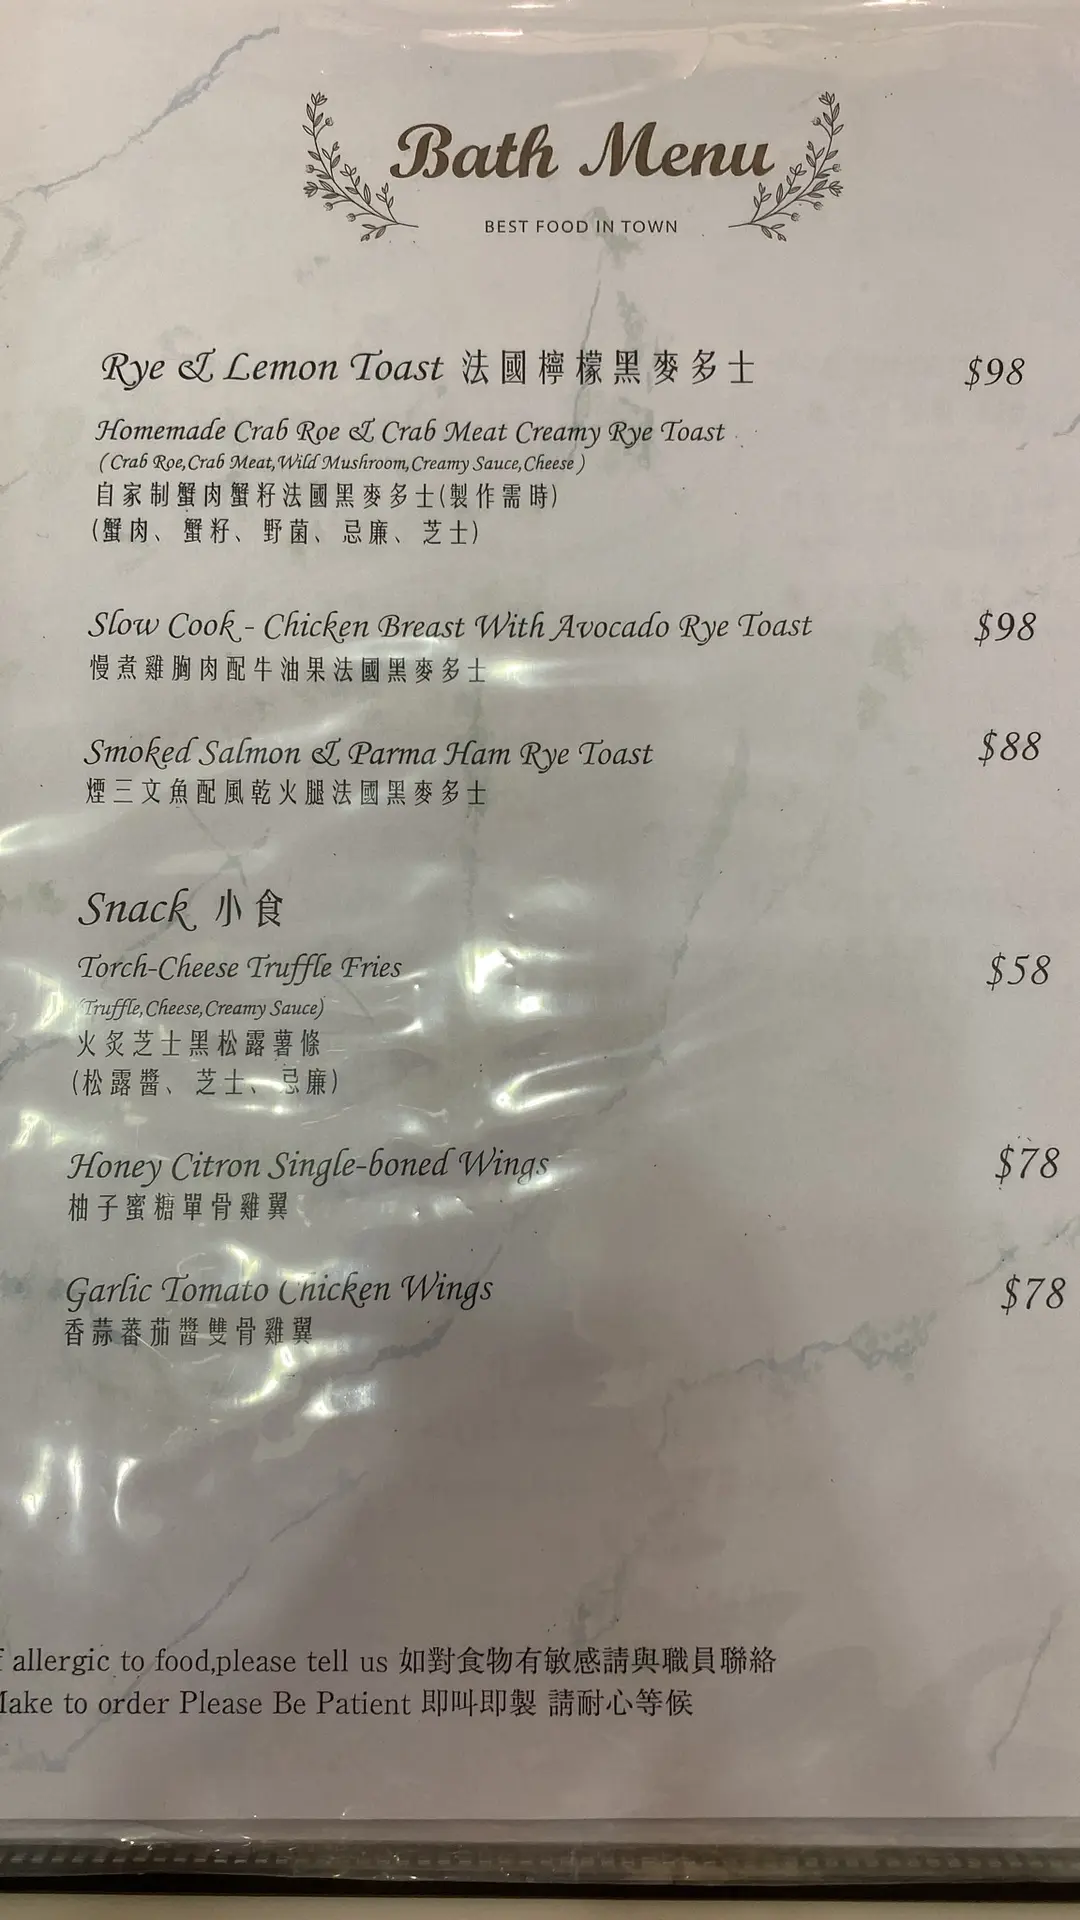 Bath Menu
BEST FOOD IN TOWN
Rye & Lemon Toast 法國檸檬黑麥多士 $98
Homemade Crab Roe & Crab Meat Creamy Rye Toast
(Crab Roe,Crab Meat,Wild Mushroom,Creamy Sauce,Cheese)
自家制蟹肉蟹籽法國黑麥多士(製作需時)
(蟹肉、蟹籽、野菌、忌廉、芝士)
Slow Cook - Chicken Breast With Avocado Rye Toast $98
慢煮雞胸肉配牛油果法國黑麥多士
Smoked Salmon & Parma Ham Rye Toast $88
煙三文魚配風乾火腿法國黑麥多士
Snack 小食
Torch-Cheese Truffle Fries $58
(Truffle,Cheese,Creamy Sauce)
火炙芝士黑松露薯條
(松露醬、芝士、忌廉)
Honey Citron Single-boned Wings $78
柚子蜜糖單骨雞翼
Garlic Tomato Chicken Wings $78
香蒜蕃茄醬雙骨雞翼
f allergic to food,please tell us 如對食物有敏感請與職員聯絡
Make to order Please Be Patient 即叫即製 請耐心等候